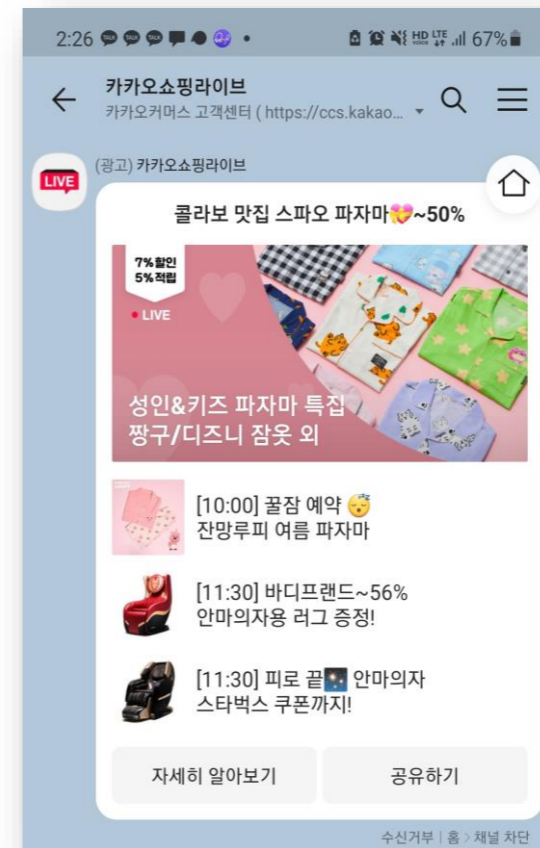 2:26
HD voice LTE 67%
카카오쇼핑라이브
카카오커머스 고객센터 ( https://ccs.kakao...
LIVE
(광고) 카카오쇼핑라이브
콜라보 맛집 스파오 파자마💝~50%
7%할인
5%적립
LIVE
성인&키즈 파자마 특집
짱구/디즈니 잠옷 외
[10:00] 꿀잠 예약 😴
잔망루피 여름 파자마
[11:30] 바디프랜드~56%
안마의자용 러그 증정!
[11:30] 피로 끝🎇 안마의자
스타벅스 쿠폰까지!
자세히 알아보기
공유하기
수신거부 | 홈 > 채널 차단